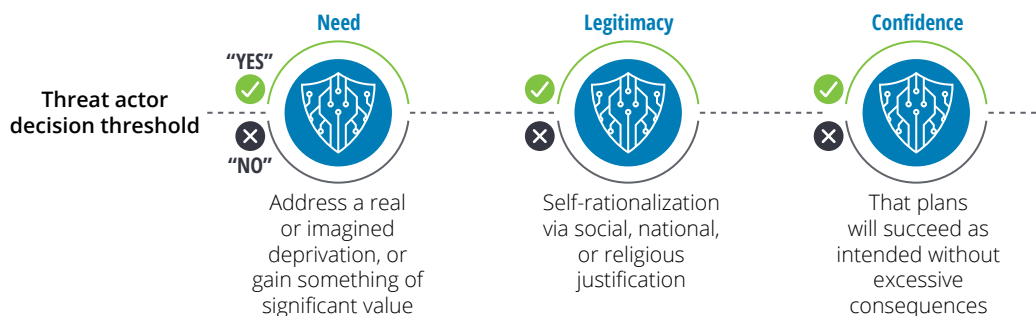 Need
Legitimacy
Confidence
“YES”
Threat actor
decision threshold
“NO”
Address a real
or imagined
deprivation, or
gain something of
significant value
Self-rationalization
via social, national,
or religious
justification
That plans
will succeed as
intended without
excessive
consequences